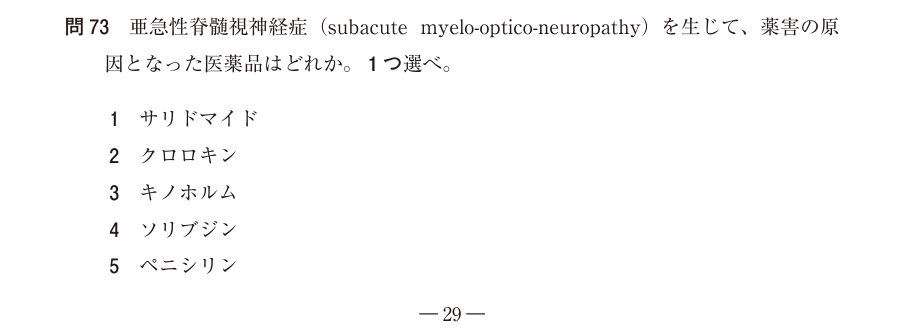 問 73　亜急性脊髄視神経症（subacute myelo-optico-neuropathy）を生じて、薬害の原
因となった医薬品はどれか。1つ選べ。
1　サリドマイド
2　クロロキン
3　キノホルム
4　ソリブジン
5　ペニシリン
― 29 ―